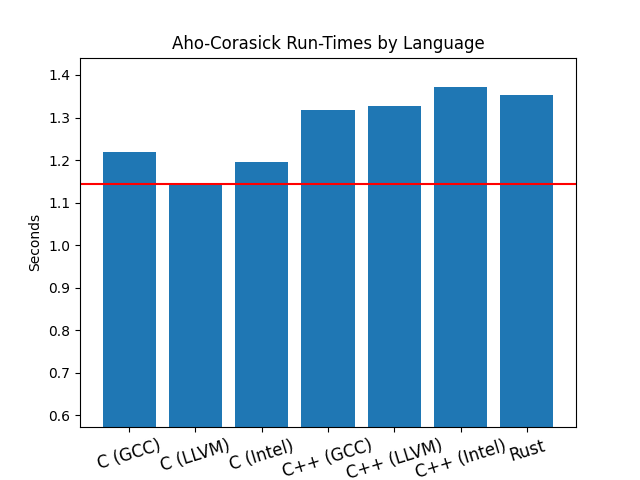 Aho-Corasick Run-Times by Language
Seconds
1.4
1.3
1.2
1.1
1.0
0.9
0.8
0.7
0.6
C (GCC)
C (LLVM)
C (Intel)
C++ (GCC)
C++ (LLVM)
C++ (Intel)
Rust